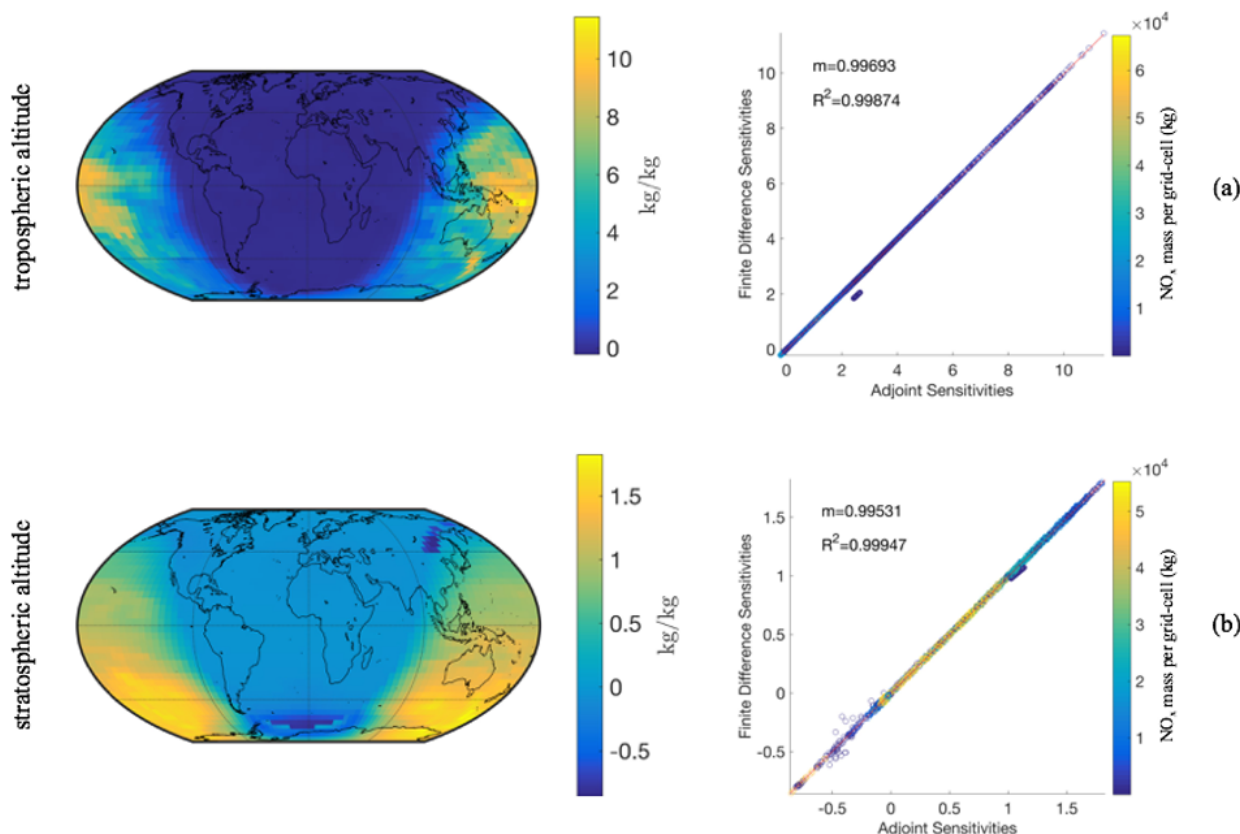 tropospheric altitude
10
8
6
4
2
0
kg/kg
m=0.99693
R²=0.99874
Finite Difference Sensitivities
10
8
6
4
2
0
0 2 4 6 8 10
Adjoint Sensitivities
×10⁴
6
5
4
3
2
1
NOₓ mass per grid-cell (kg)
(a)
stratospheric altitude
1.5
1
0.5
0
-0.5
kg/kg
m=0.99531
R²=0.99947
Finite Difference Sensitivities
1.5
1
0.5
0
-0.5
-0.5 0 0.5 1 1.5
Adjoint Sensitivities
×10⁴
5
4
3
2
1
NOₓ mass per grid-cell (kg)
(b)